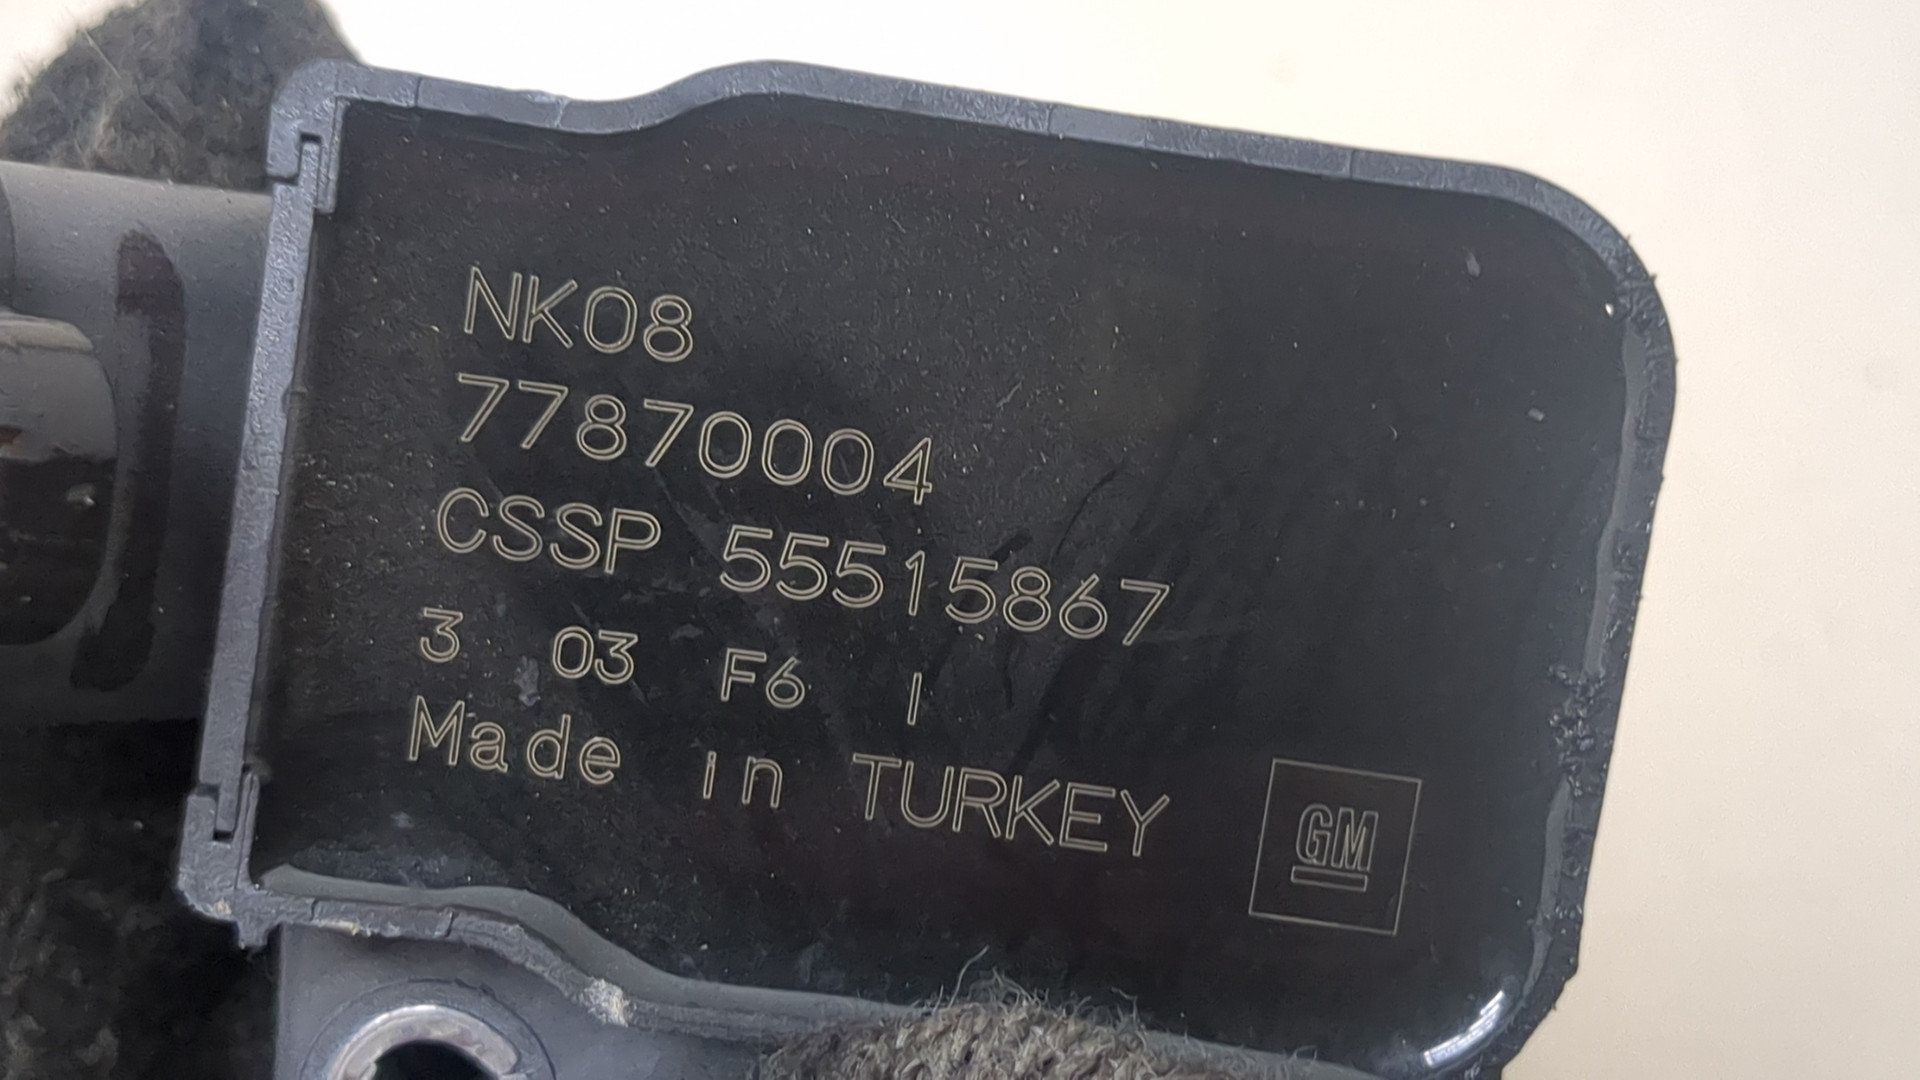 NK08
77870004
CSSP 55515867
3 03 F6 I
Made in TURKEY
GM